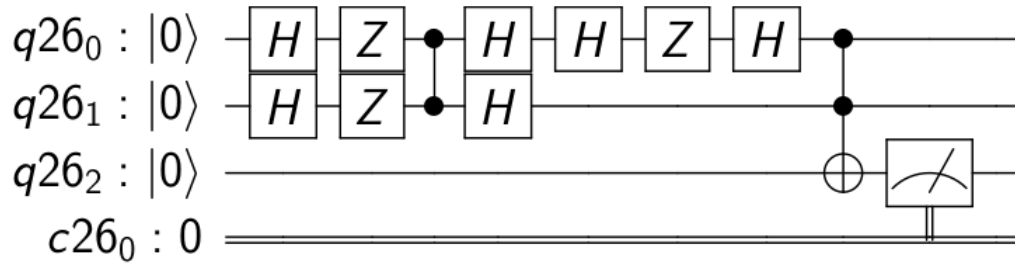 q26₀ : |0⟩ H Z H H Z H
q26₁ : |0⟩ H Z H
q26₂ : |0⟩
c26₀ : 0